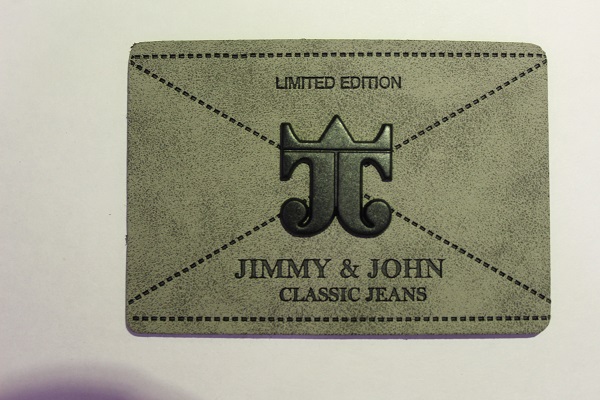 LIMITED EDITION
JIMMY & JOHN
CLASSIC JEANS